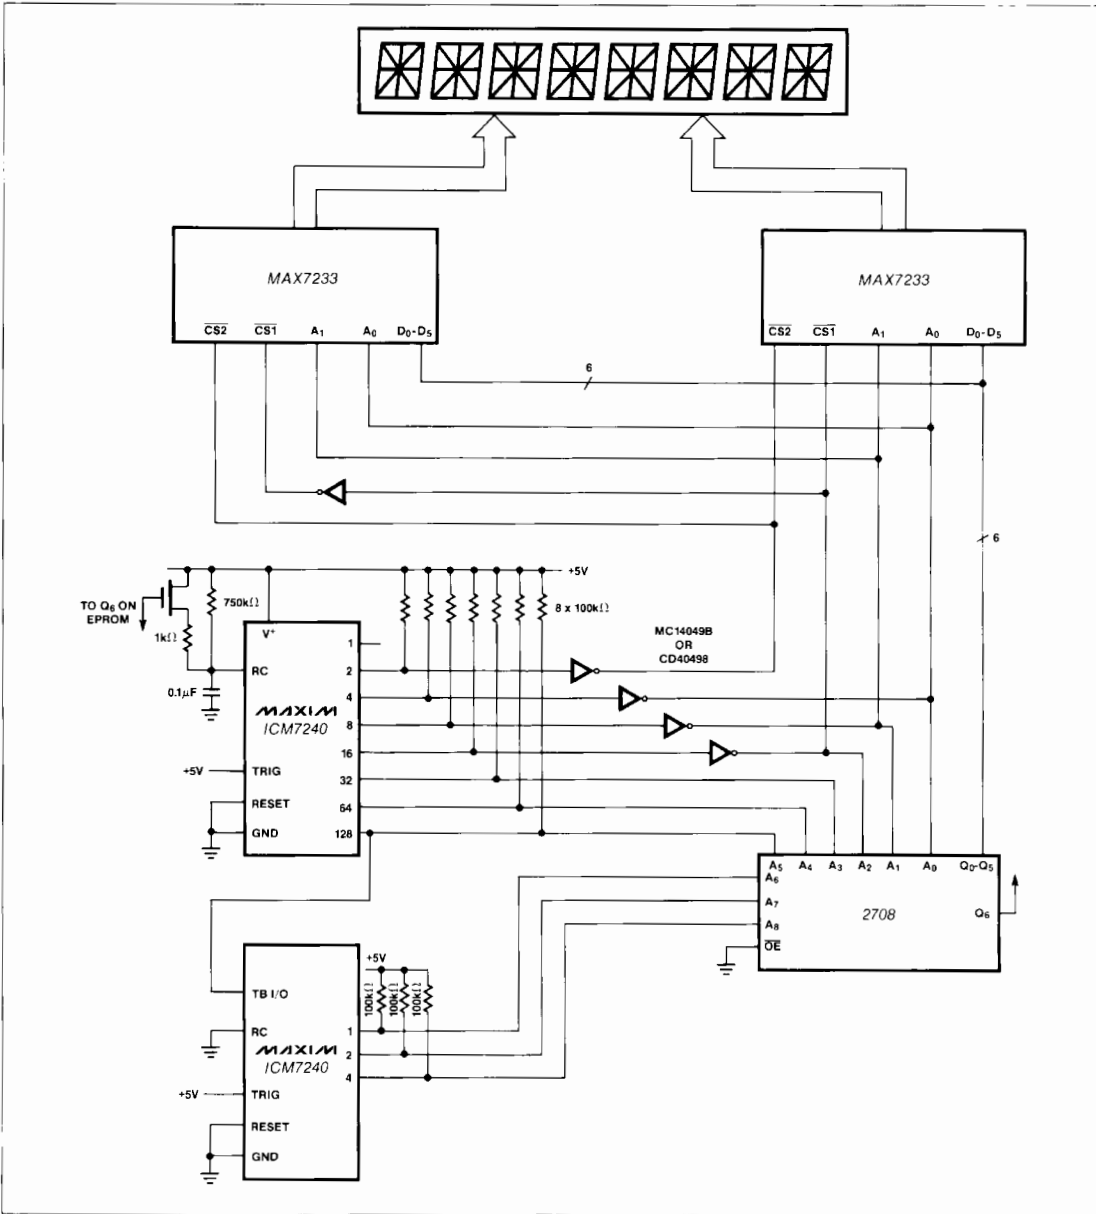 MAX7233
CS2 CS1 A1 A0 D0-D5
MAX7233
CS2 CS1 A1 A0 D0-D5
6
6
+5V
TO Q6 ON
EPROM
750kΩ
1kΩ
0.1µF
8 x 100kΩ
MC14049B
OR
CD40498
V+
RC
MAXIM
ICM7240
+5V
TRIG
RESET
GND
1
2
4
8
16
32
64
128
A5 A4 A3 A2 A1 A0 Q0-Q5
A6
A7
A8
OE
2708
Q6
+5V
100kΩ
100kΩ
100kΩ
TB I/O
RC
MAXIM
ICM7240
+5V
TRIG
RESET
GND
1
2
4